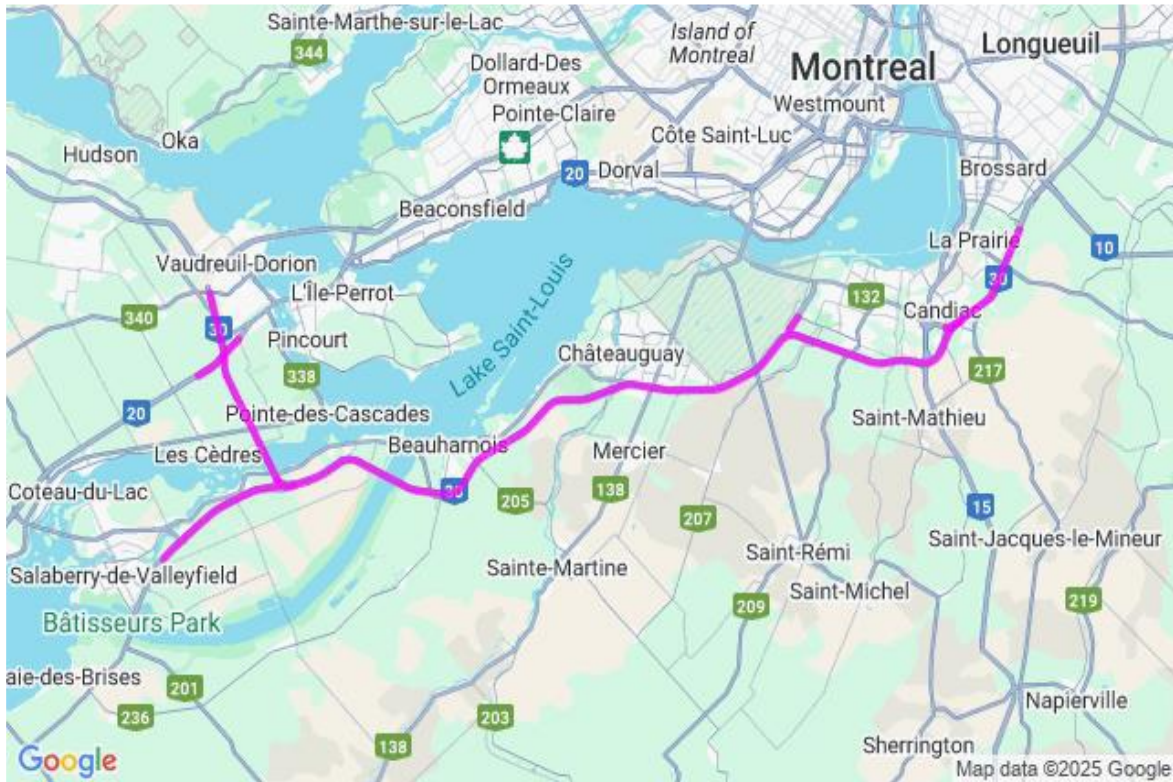 Sainte-Marthe-sur-le-Lac
344
Island of
Montreal
Longueuil
Dollard-Des
Ormeaux
Montreal
Pointe-Claire
Westmount
Oka
Côte Saint-Luc
Hudson
20
Dorval
Brossard
Beaconsfield
La Prairie
10
Vaudreuil-Dorion
30
L'Île-Perrot
132
340
30
Candiac
Pincourt
Lake Saint-Louis
Châteauguay
338
217
20
Pointe-des-Cascades
Saint-Mathieu
Beauharnois
Les Cèdres
Mercier
Coteau-du-Lac
30
205
138
15
207
Saint-Jacques-le-Mineur
Saint-Rémi
Salaberry-de-Valleyfield
Sainte-Martine
Saint-Michel
219
209
Bâtisseurs Park
aie-des-Brises
201
236
203
Napierville
138
Sherrington
Google
Map data ©2025 Google